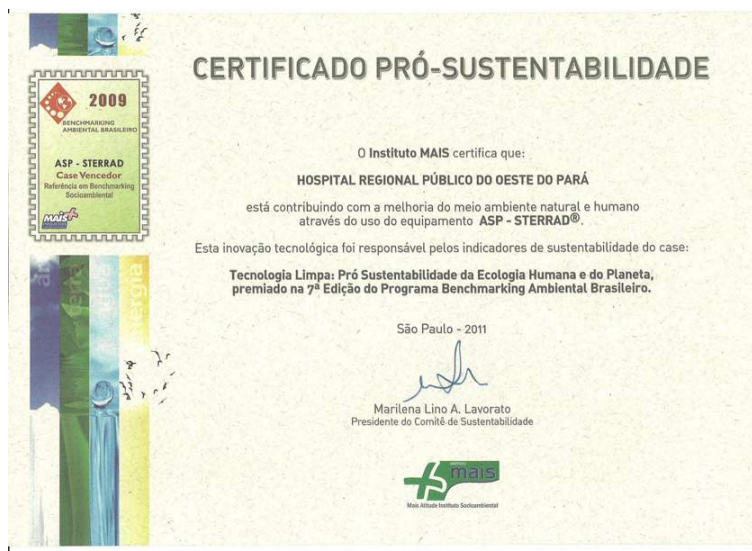 CERTIFICADO PRÓ-SUSTENTABILIDADE
2009
BENCHMARKING
AMBIENTAL BRASILEIRO
ASP - STERRAD
Case Vencedor
Referência em Benchmarking
Socioambiental
mais
O Instituto MAIS certifica que:
HOSPITAL REGIONAL PÚBLICO DO OESTE DO PARÁ
está contribuindo com a melhoria do meio ambiente natural e humano
através do uso do equipamento ASP - STERRAD®.
Esta inovação tecnológica foi responsável pelos indicadores de sustentabilidade do case:
Tecnologia Limpa: Pró Sustentabilidade da Ecologia Humana e do Planeta,
premiado na 7ª Edição do Programa Benchmarking Ambiental Brasileiro.
São Paulo - 2011
Marilena Lino A. Lavorato
Presidente do Comitê de Sustentabilidade
mais
Mais Atitude Instituto Socioambiental